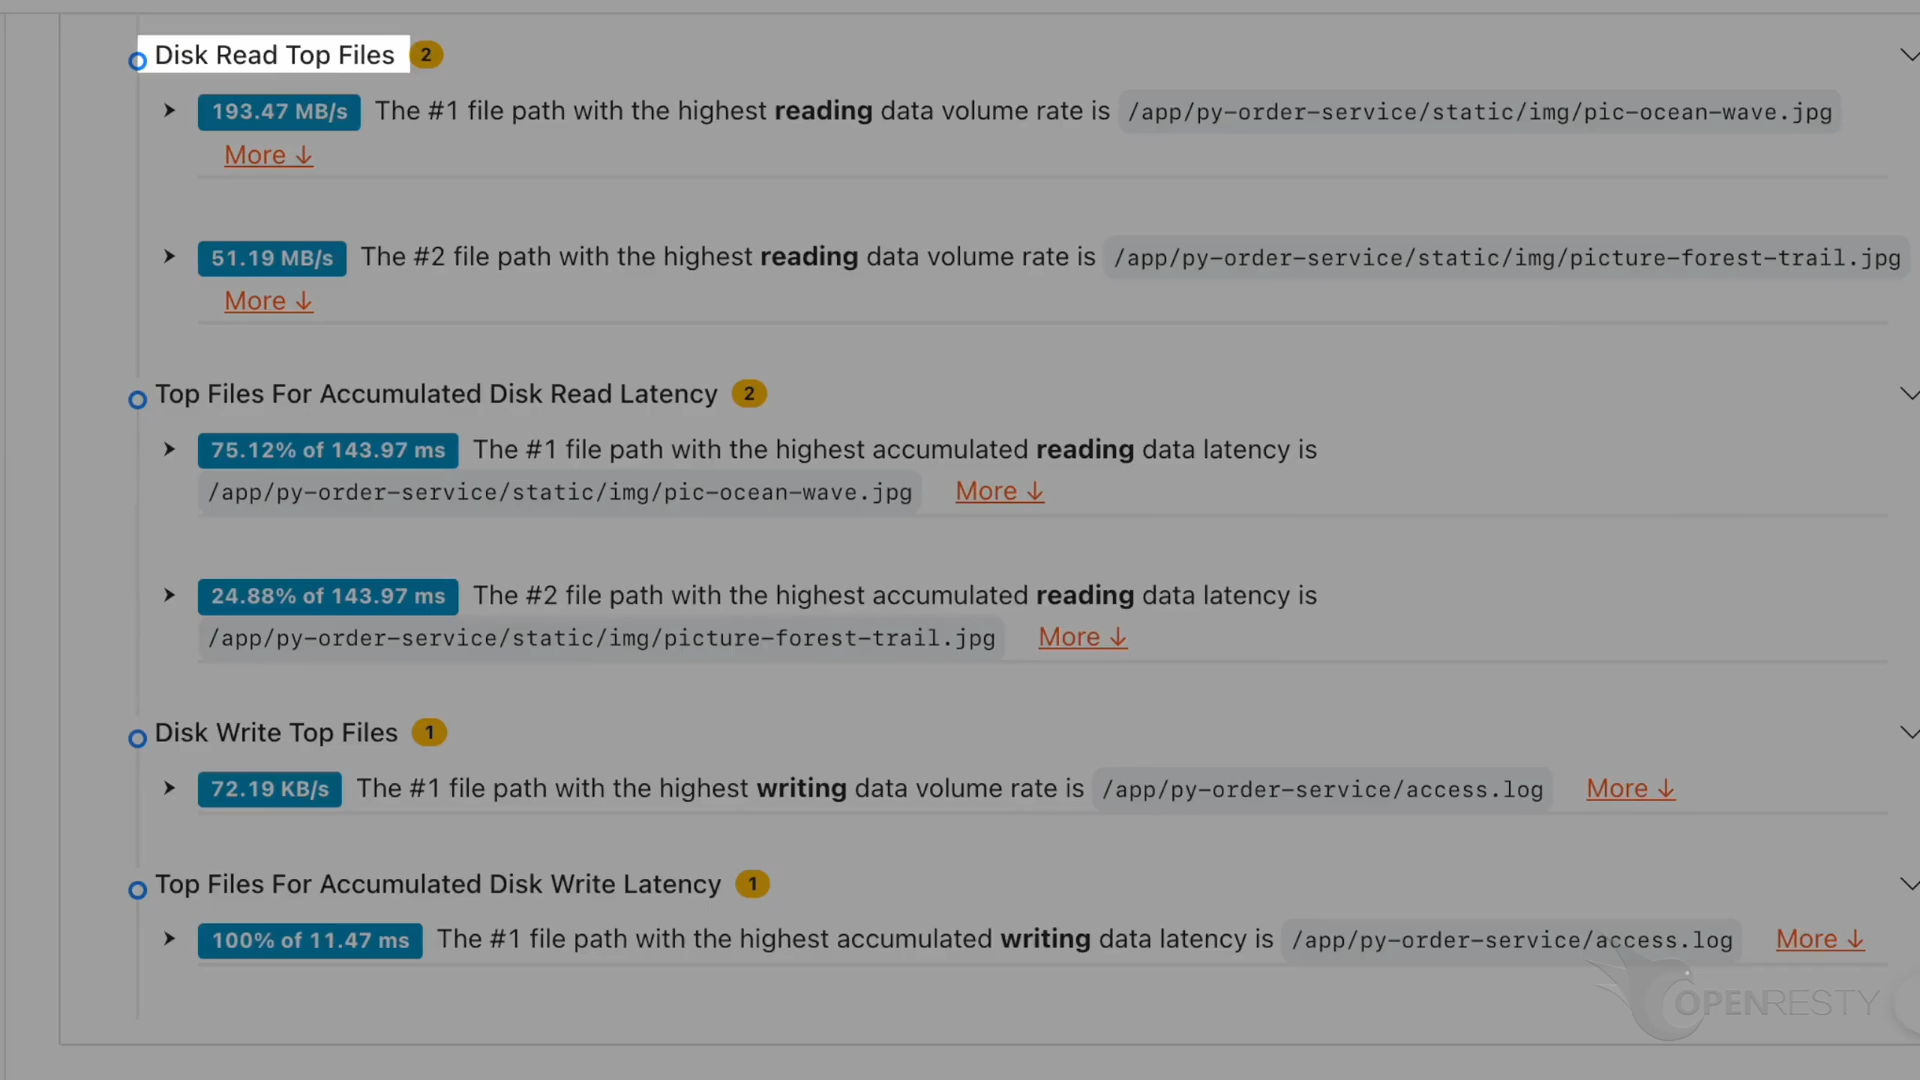 Disk Read Top Files 2
193.47 MB/s The #1 file path with the highest reading data volume rate is /app/py-order-service/static/img/pic-ocean-wave.jpg
More ↓
51.19 MB/s The #2 file path with the highest reading data volume rate is /app/py-order-service/static/img/picture-forest-trail.jpg
More ↓
Top Files For Accumulated Disk Read Latency 2
75.12% of 143.97 ms The #1 file path with the highest accumulated reading data latency is
/app/py-order-service/static/img/pic-ocean-wave.jpg More ↓
24.88% of 143.97 ms The #2 file path with the highest accumulated reading data latency is
/app/py-order-service/static/img/picture-forest-trail.jpg More ↓
Disk Write Top Files 1
72.19 KB/s The #1 file path with the highest writing data volume rate is /app/py-order-service/access.log More ↓
Top Files For Accumulated Disk Write Latency 1
100% of 11.47 ms The #1 file path with the highest accumulated writing data latency is /app/py-order-service/access.log More ↓
OPENRESTY